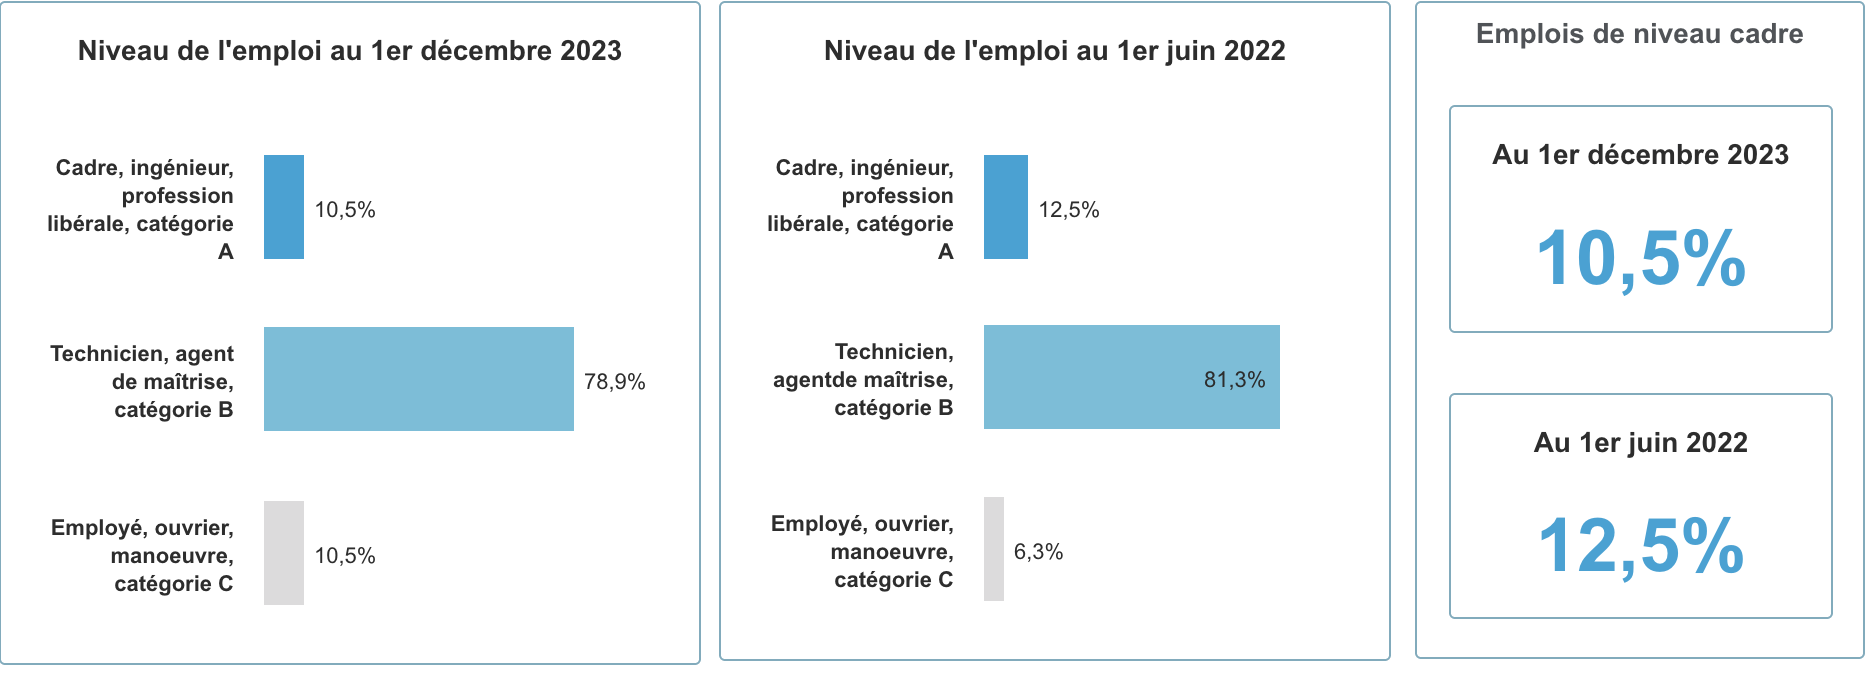 Niveau de l'emploi au 1er décembre 2023
Cadre, ingénieur,
profession
libérale, catégorie
A
10,5%
Technicien, agent
de maîtrise,
catégorie B
78,9%
Employé, ouvrier,
manoeuvre,
catégorie C
10,5%
Niveau de l'emploi au 1er juin 2022
Cadre, ingénieur,
profession
libérale, catégorie
A
12,5%
Technicien,
agentde maîtrise,
catégorie B
81,3%
Employé, ouvrier,
manoeuvre,
catégorie C
6,3%
Emplois de niveau cadre
Au 1er décembre 2023
10,5%
Au 1er juin 2022
12,5%